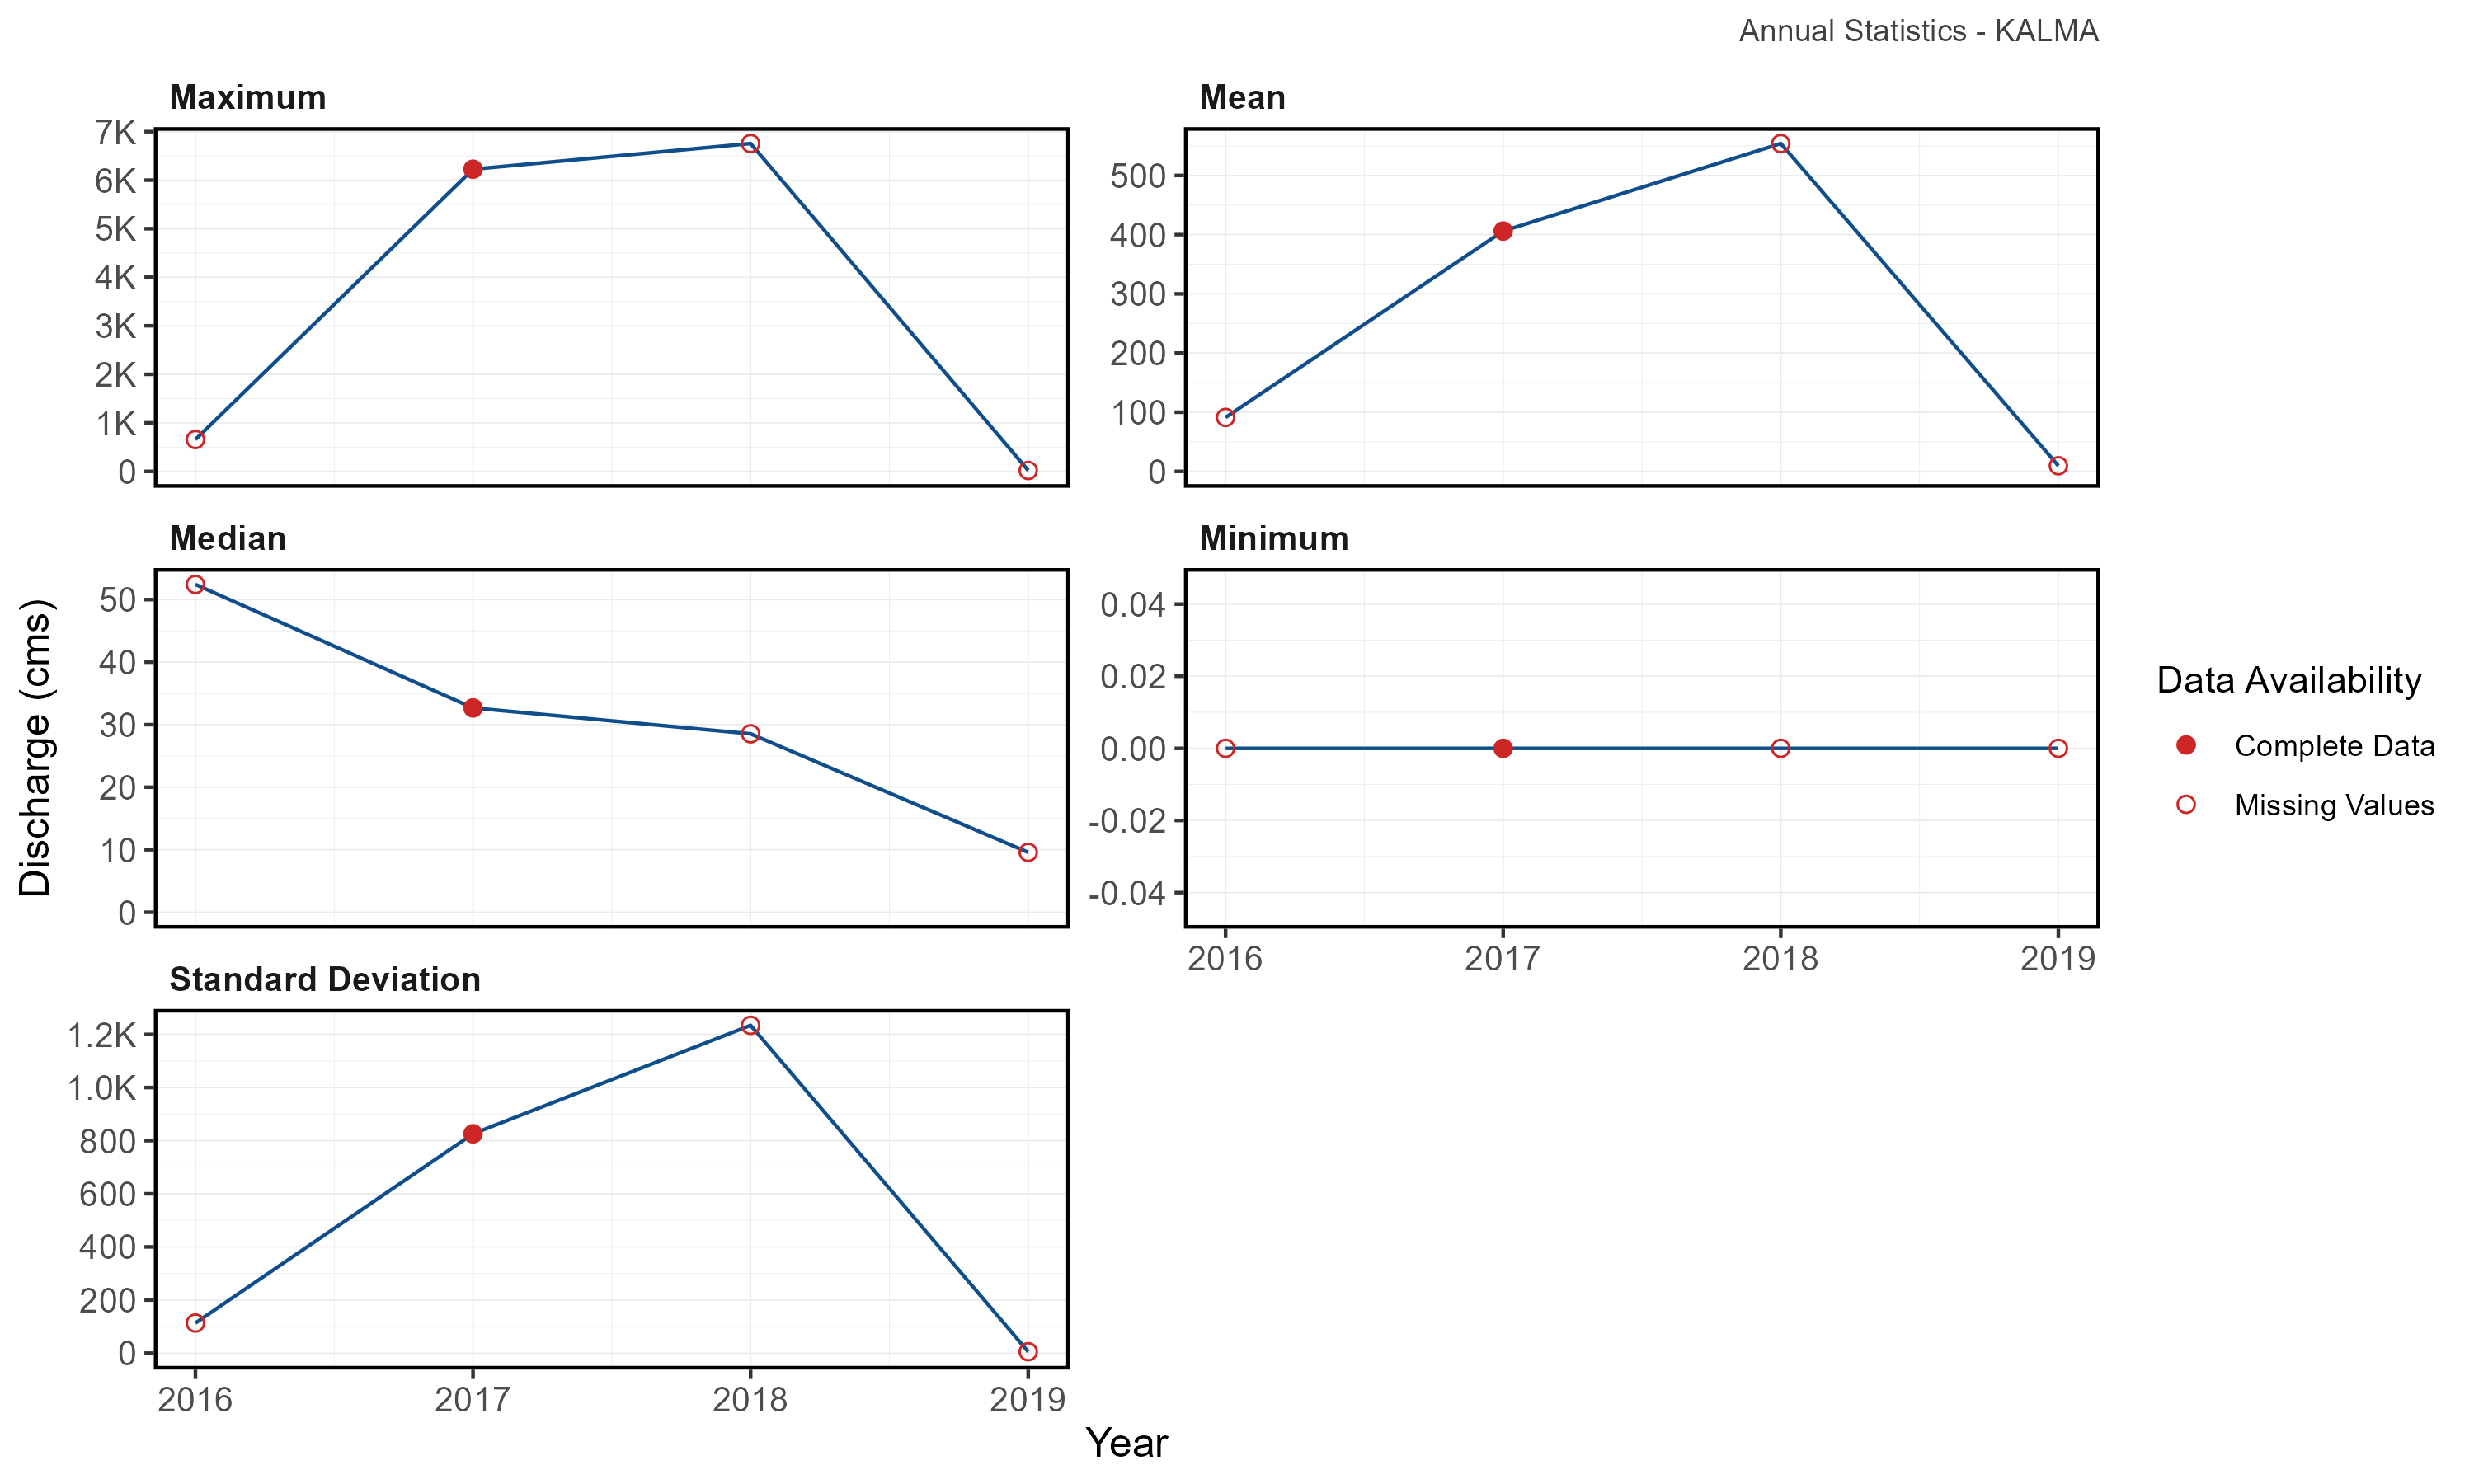 Annual Statistics - KALMA
Maximum
7K
6K
5K
4K
3K
2K
1K
0
Mean
500
400
300
200
100
0
Discharge (cms)
Median
50
40
30
20
10
0
Minimum
0.04
0.02
0.00
-0.02
-0.04
2016 2017 2018 2019
Standard Deviation
1.2K
1.0K
800
600
400
200
0
2016 2017 2018 2019
Year
Data Availability
Complete Data
Missing Values